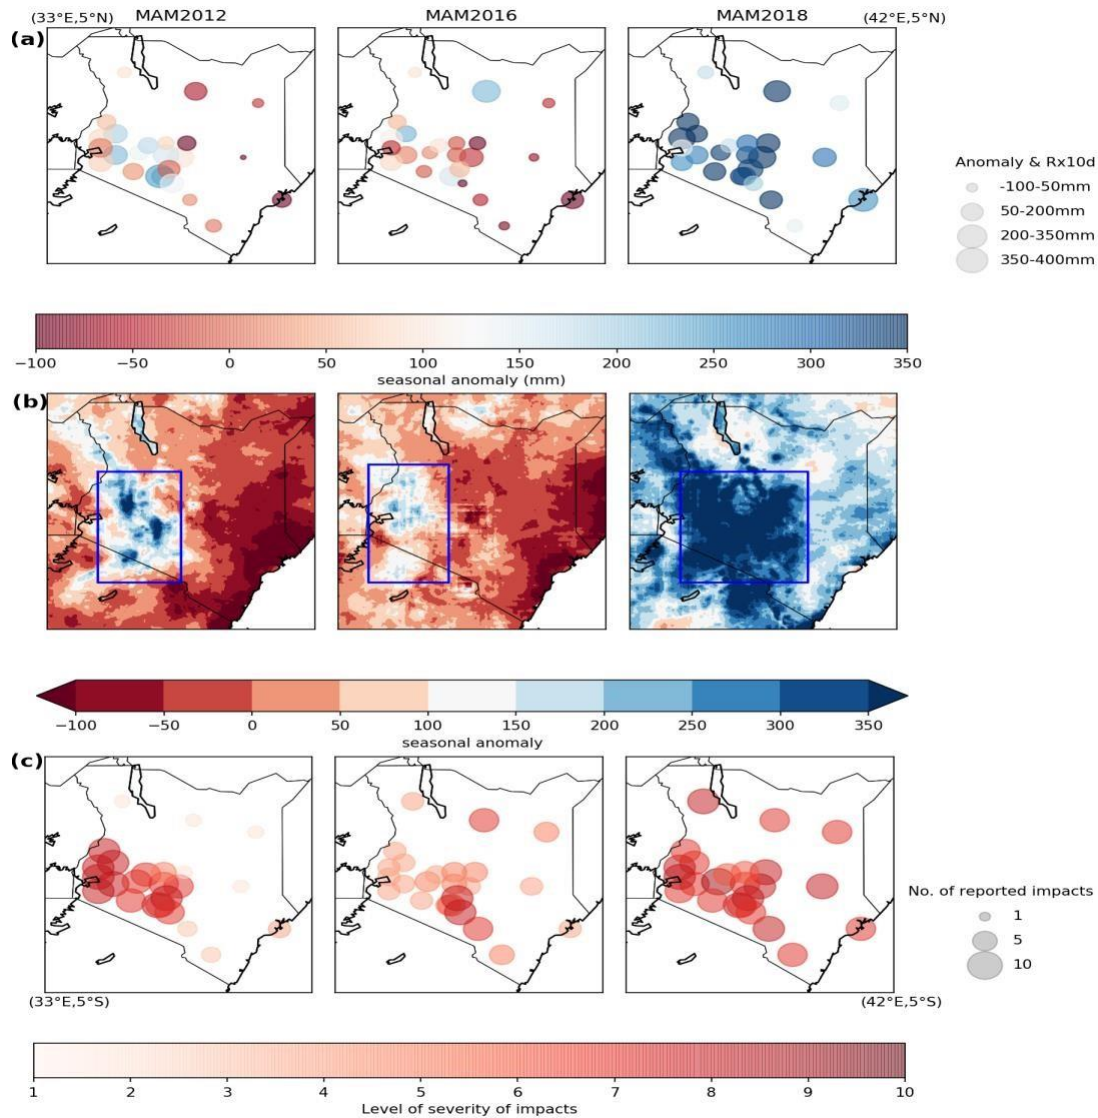 (33°E,5°N) MAM2012 MAM2016 MAM2018 (42°E,5°N)
(a)
Anomaly & Rx10d
-100-50mm
50-200mm
200-350mm
350-400mm
−100 −50 0 50 100 150 200 250 300 350
seasonal anomaly (mm)
(b)
−100 −50 0 50 100 150 200 250 300 350
seasonal anomaly
(c)
No. of reported impacts
1
5
10
(33°E,5°S) (42°E,5°S)
1 2 3 4 5 6 7 8 9 10
Level of severity of impacts